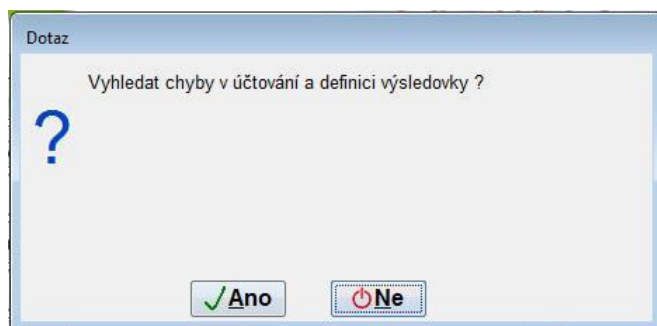 Dotaz
Vyhledat chyby v účtování a definici výsledovky ?
?
Ano
Ne